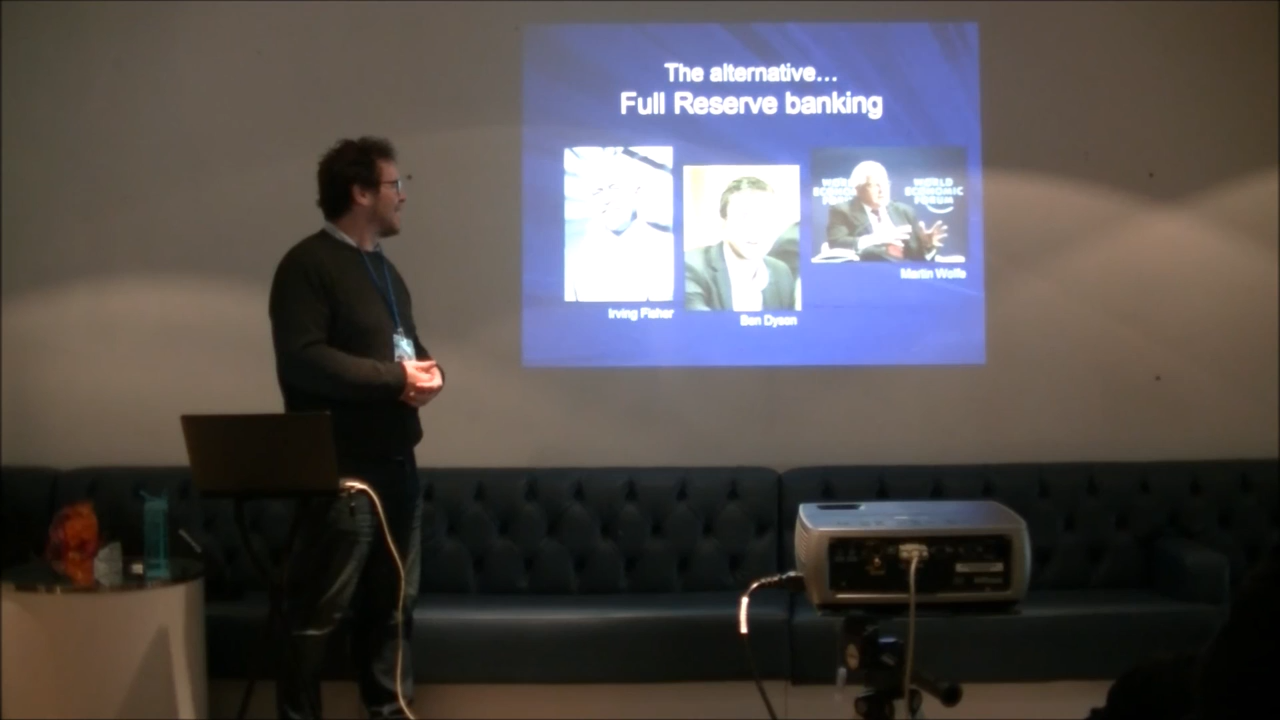 The alternative...
Full Reserve banking
WORLD
ECONOMIC
FORUM
WORLD
ECONOMIC
FORUM
Martin Wolfe
Irving Fisher
Ben Dyson